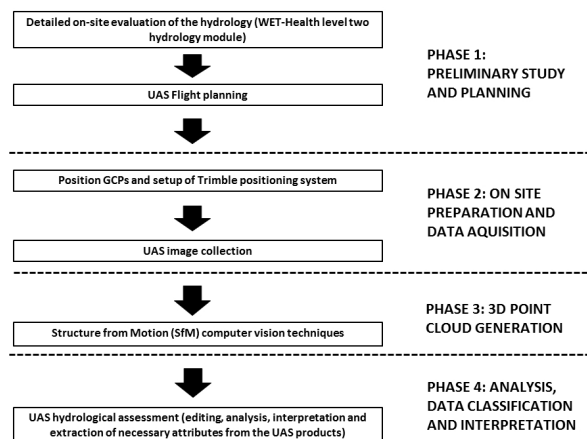 Detailed on-site evaluation of the hydrology (WET-Health level two
hydrology module)
PHASE 1:
PRELIMINARY STUDY
AND PLANNING
UAS Flight planning
Position GCPs and setup of Trimble positioning system
PHASE 2: ON SITE
PREPARATION AND
DATA AQUISITION
UAS image collection
PHASE 3: 3D POINT
CLOUD GENERATION
Structure from Motion (SfM) computer vision techniques
PHASE 4: ANALYSIS,
DATA CLASSIFICATION
AND INTERPRETATION
UAS hydrological assessment (editing, analysis, interpretation and
extraction of necessary attributes from the UAS products)